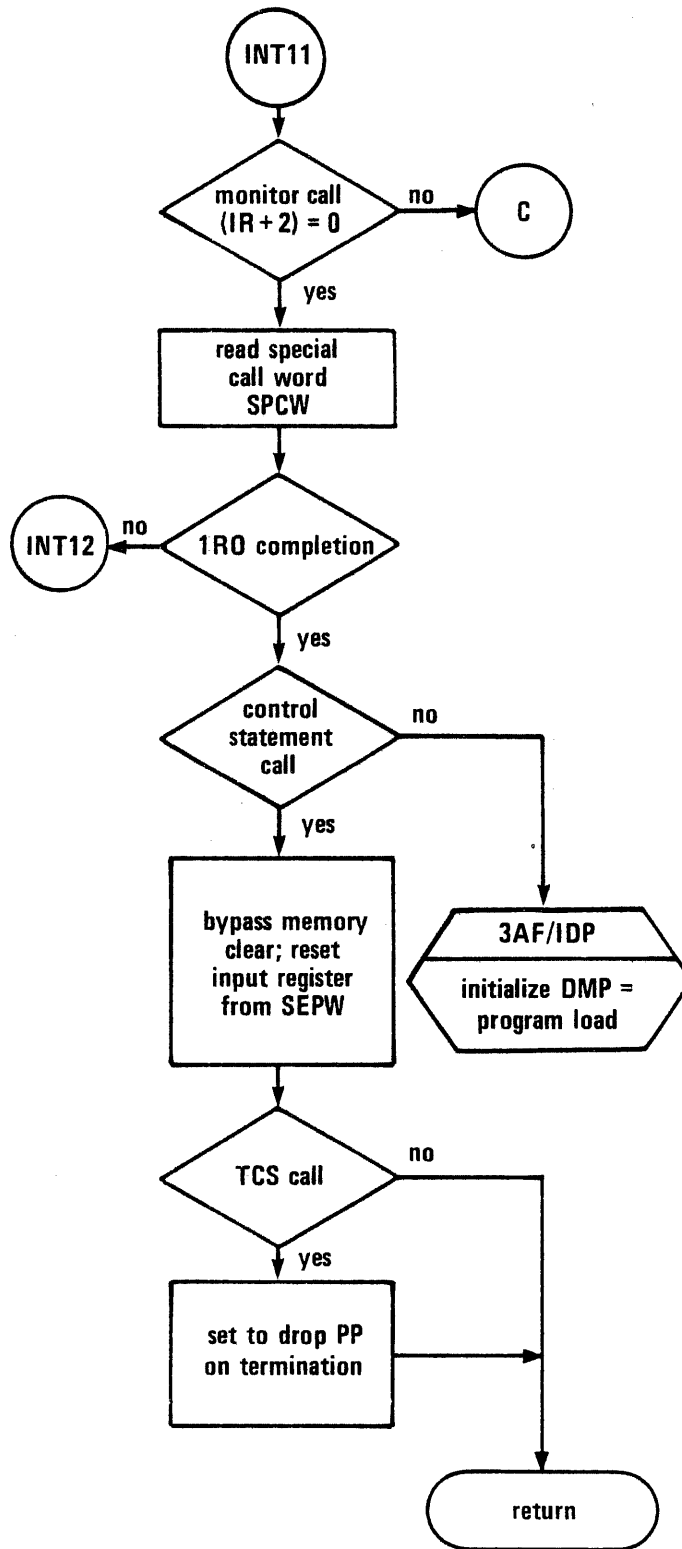 INT11
monitor call
(IR + 2) = 0
no
C
yes
read special
call word
SPCW
INT12
no
1RO completion
yes
control
statement
call
no
yes
bypass memory
clear; reset
input register
from SEPW
3AF/IDP
initialize DMP =
program load
TCS call
no
yes
set to drop PP
on termination
return